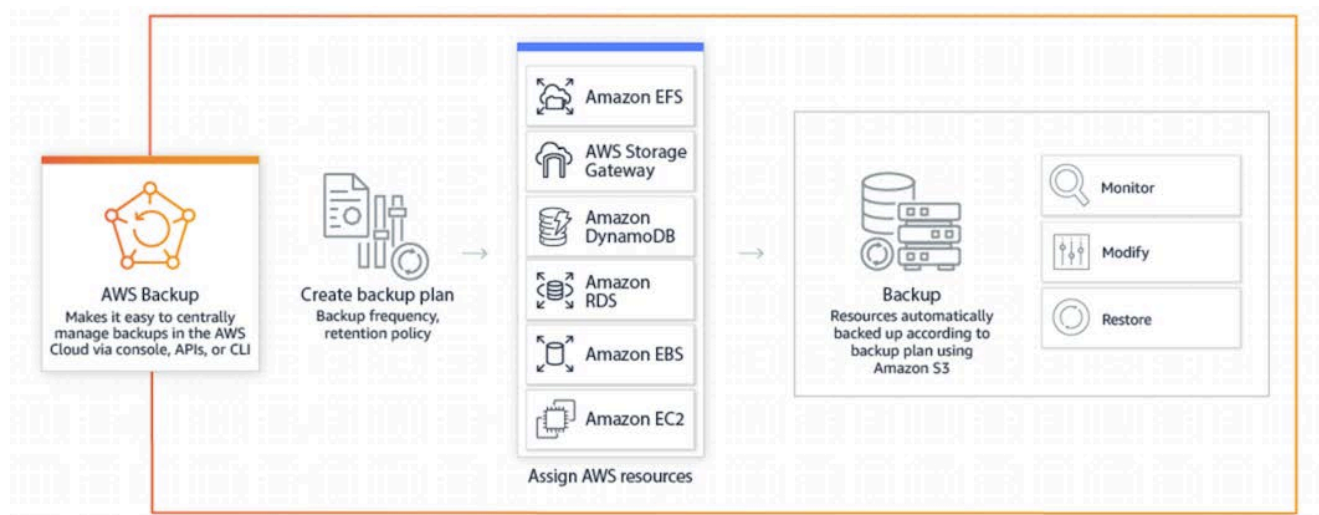 AWS Backup
Makes it easy to centrally
manage backups in the AWS
Cloud via console, APIs, or CLI
Create backup plan
Backup frequency,
retention policy
Amazon EFS
AWS Storage
Gateway
Amazon
DynamoDB
Amazon
RDS
Amazon EBS
Amazon EC2
Assign AWS resources
Backup
Resources automatically
backed up according to
backup plan using
Amazon S3
Monitor
Modify
Restore